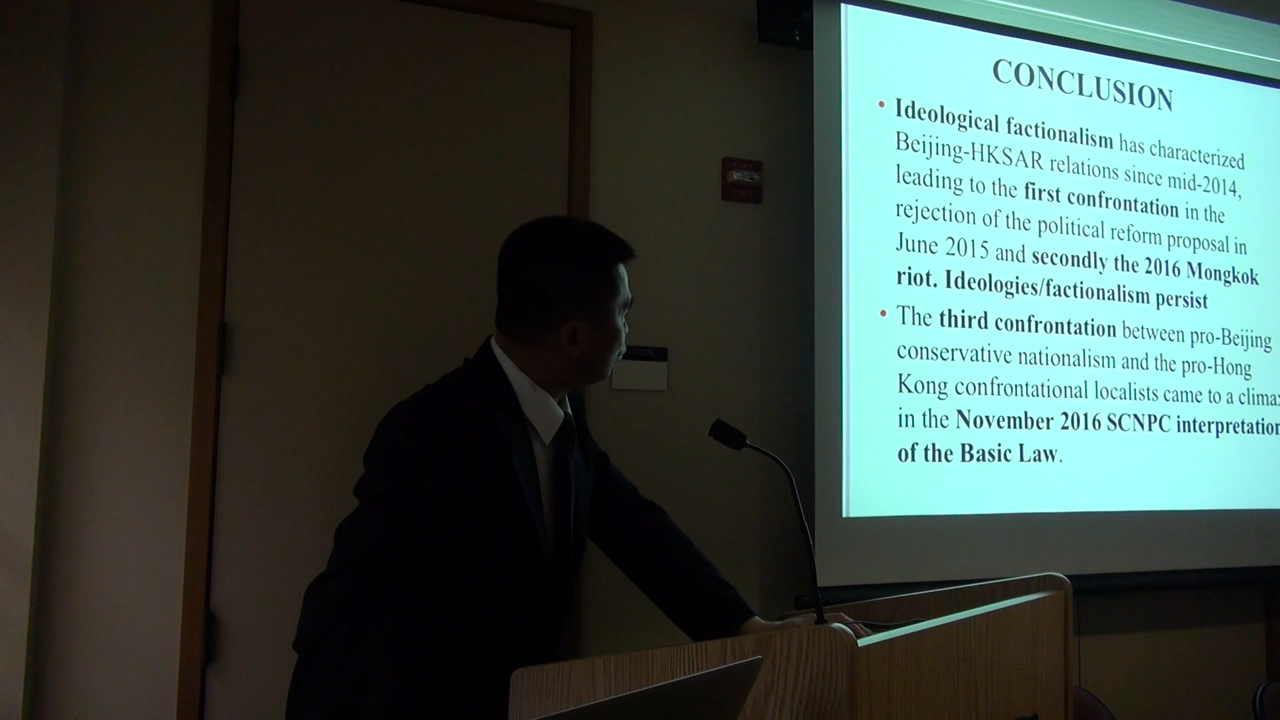 CONCLUSION
• Ideological factionalism has characterized
Beijing-HKSAR relations since mid-2014,
leading to the first confrontation in the
rejection of the political reform proposal in
June 2015 and secondly the 2016 Mongkok
riot. Ideologies/factionalism persist
• The third confrontation between pro-Beijing
conservative nationalism and the pro-Hong
Kong confrontational localists came to a climax
in the November 2016 SCNPC interpretation
of the Basic Law.